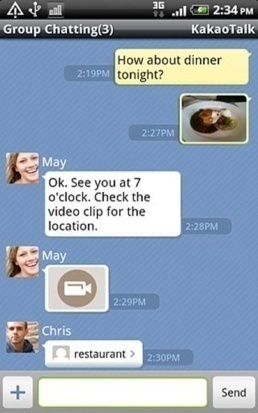 3G
2:34 PM
Group Chatting(3) KakaoTalk
How about dinner
tonight?
2:19PM
2:27PM
May
Ok. See you at 7
o'clock. Check the
video clip for the
location.
2:28PM
May
2:29PM
Chris
restaurant >
2:30PM
+ Send